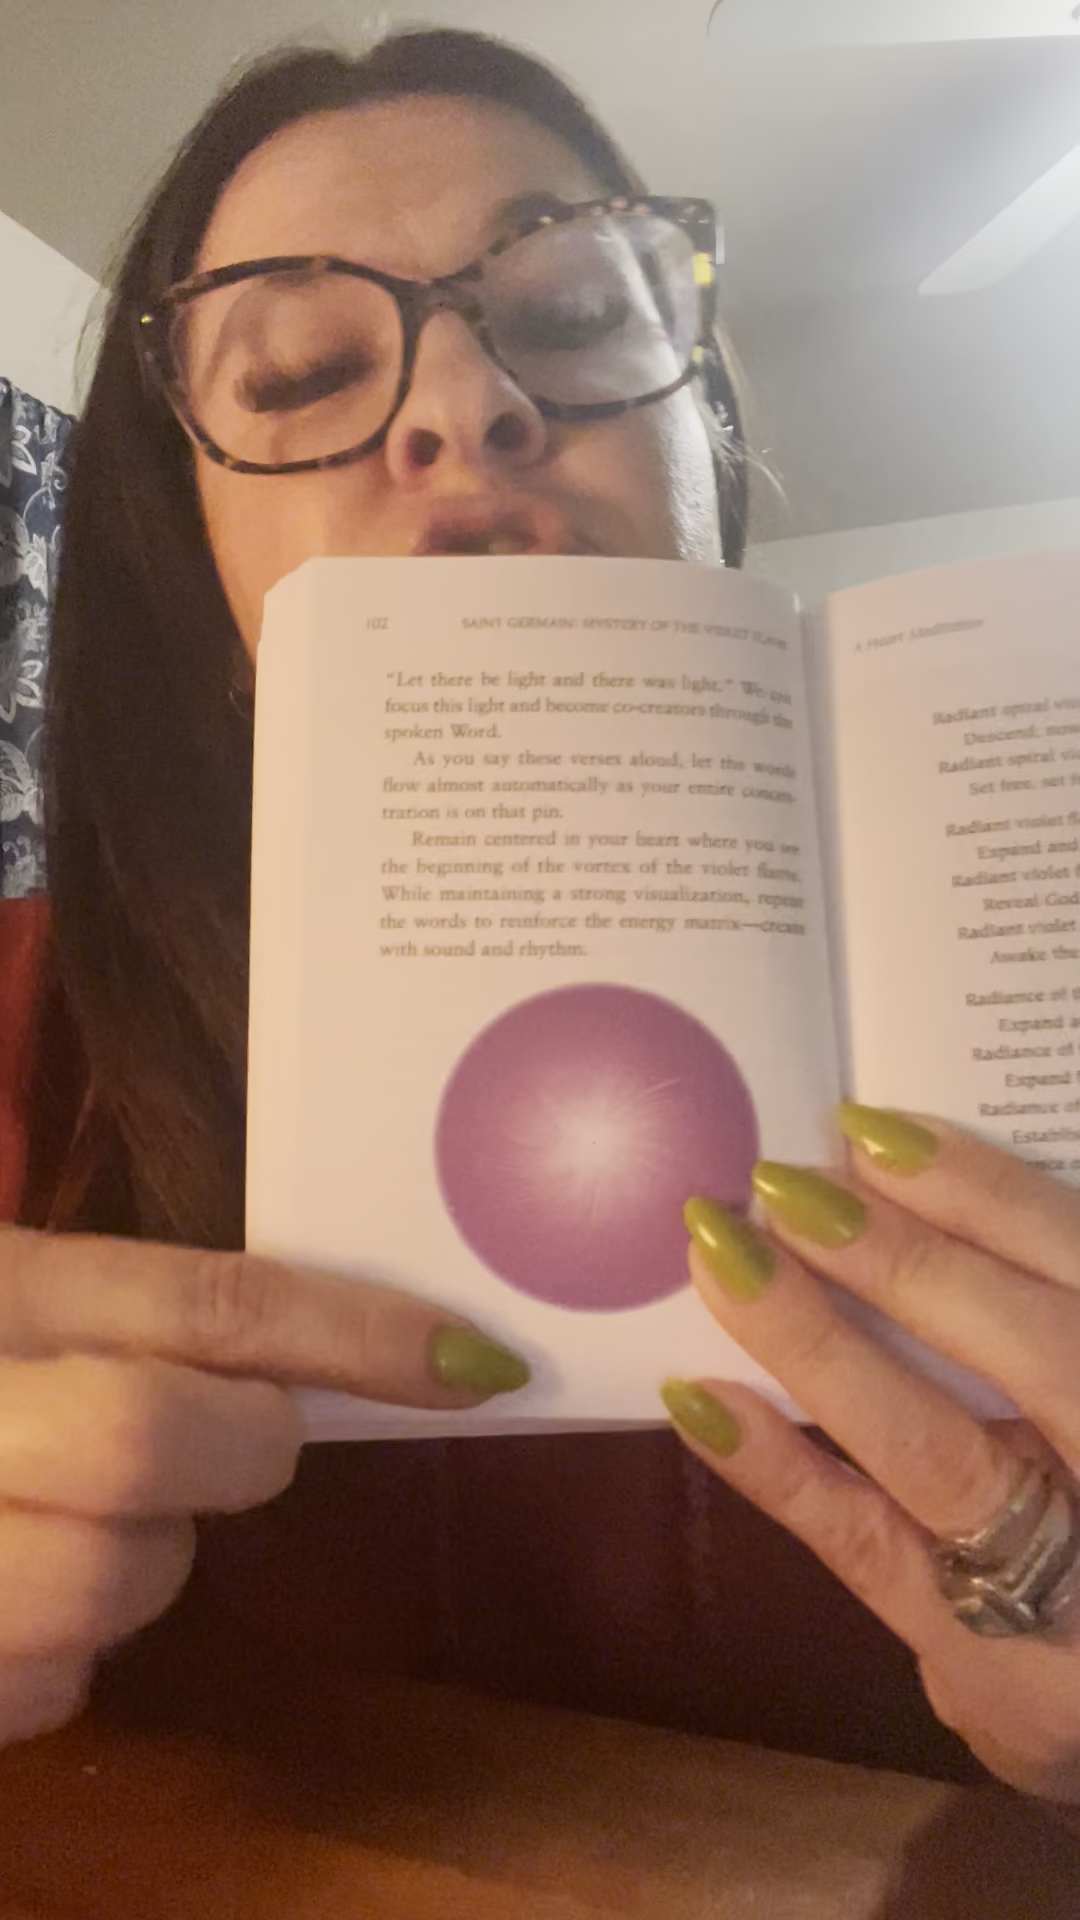 102
SAINT GERMAIN: MYSTERY OF THE VIOLET FLAME
"Let there be light and there was light." We can
focus this light and become co-creators through the
spoken Word.
As you say these verses aloud, let the words
flow almost automatically as your entire concen-
tration is on that pin.
Remain centered in your heart where you see
the beginning of the vortex of the violet flame.
While maintaining a strong visualization, repeat
the words to reinforce the energy matrix—create
with sound and rhythm.
A Heart Meditation
Radiant spiral
Descend, now
Radiant spiral
Set free, set
Radiant violet
Expand and
Radiant violet
Reveal God
Radiant violet
Awake
Radiance of
Expand
Radiance of
Expand
Radiance of